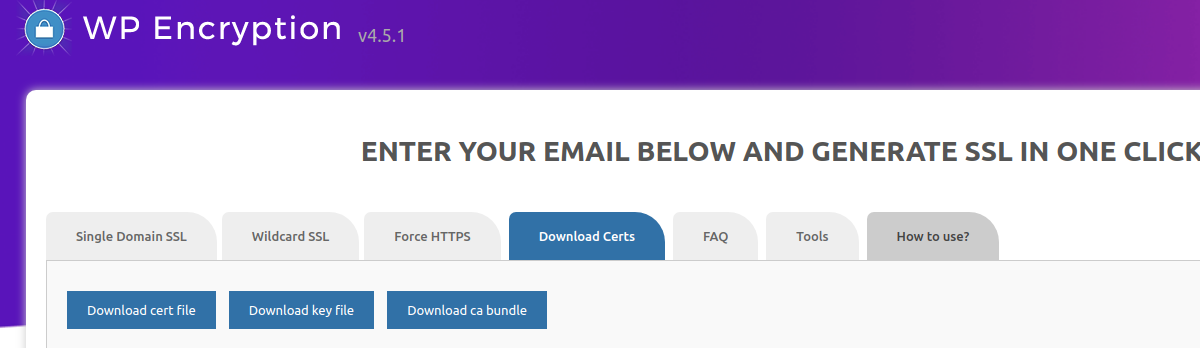 WP Encryption v4.5.1
ENTER YOUR EMAIL BELOW AND GENERATE SSL IN ONE CLICK
Single Domain SSL Wildcard SSL Force HTTPS Download Certs FAQ Tools How to use?
Download cert file Download key file Download ca bundle